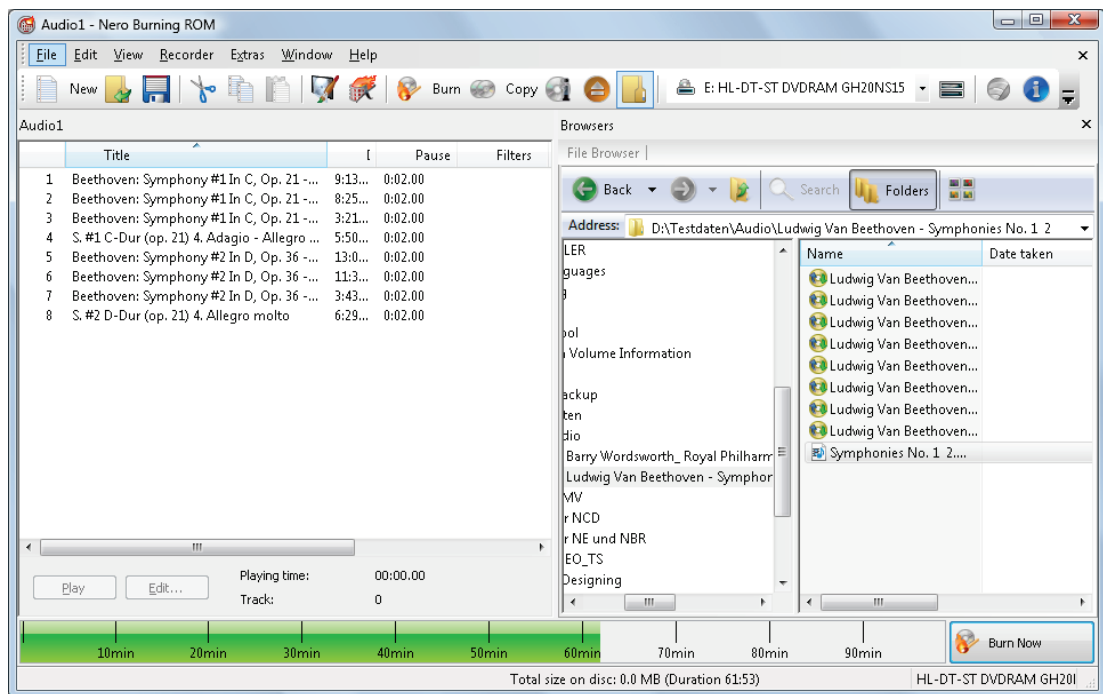 Audio1 - Nero Burning ROM
File Edit View Recorder Extras Window Help
New Burn Copy E: HL-DT-ST DVDRAM GH20NS15
Audio1
Title [ Pause Filters
1 Beethoven: Symphony #1 In C, Op. 21 -... 9:13... 0:02.00
2 Beethoven: Symphony #1 In C, Op. 21 -... 8:25... 0:02.00
3 Beethoven: Symphony #1 In C, Op. 21 -... 3:21... 0:02.00
4 S. #1 C-Dur (op. 21) 4. Adagio - Allegro ... 5:50... 0:02.00
5 Beethoven: Symphony #2 In D, Op. 36 -... 13:0... 0:02.00
6 Beethoven: Symphony #2 In D, Op. 36 -... 11:3... 0:02.00
7 Beethoven: Symphony #2 In D, Op. 36 -... 3:43... 0:02.00
8 S. #2 D-Dur (op. 21) 4. Allegro molto 6:29... 0:02.00
Play Edit...
Playing time: 00:00.00
Track: 0
Browsers
File Browser
Back Search Folders
Address: D:\Testdaten\Audio\Ludwig Van Beethoven - Symphonies No. 1 2
LER
guages
g
ool
Volume Information
ackup
ten
dio
Barry Wordsworth_ Royal Philharm
Ludwig Van Beethoven - Symphor
MV
r NCD
r NE und NBR
EO_TS
Designing
Name Date taken
Ludwig Van Beethoven...
Ludwig Van Beethoven...
Ludwig Van Beethoven...
Ludwig Van Beethoven...
Ludwig Van Beethoven...
Ludwig Van Beethoven...
Ludwig Van Beethoven...
Ludwig Van Beethoven...
Symphonies No. 1 2....
10min 20min 30min 40min 50min 60min 70min 80min 90min
Burn Now
Total size on disc: 0.0 MB (Duration 61:53) HL-DT-ST DVDRAM GH20I